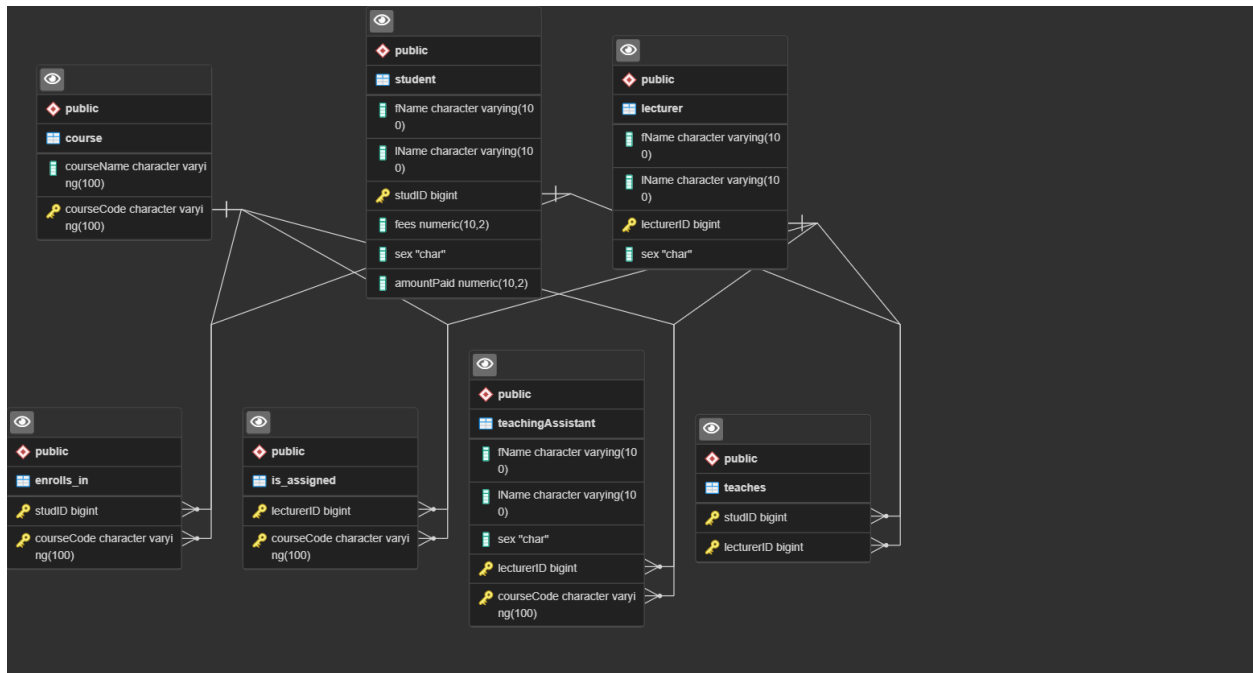 public
student
fName character varying(10
0)
lName character varying(10
0)
studID bigint
fees numeric(10,2)
sex "char"
amountPaid numeric(10,2)
public
lecturer
fName character varying(10
0)
lName character varying(10
0)
lecturerID bigint
sex "char"
public
course
courseName character varyi
ng(100)
courseCode character varyi
ng(100)
public
enrolls_in
studID bigint
courseCode character varyi
ng(100)
public
is_assigned
lecturerID bigint
courseCode character varyi
ng(100)
public
teachingAssistant
fName character varying(10
0)
lName character varying(10
0)
sex "char"
lecturerID bigint
courseCode character varyi
ng(100)
public
teaches
studID bigint
lecturerID bigint